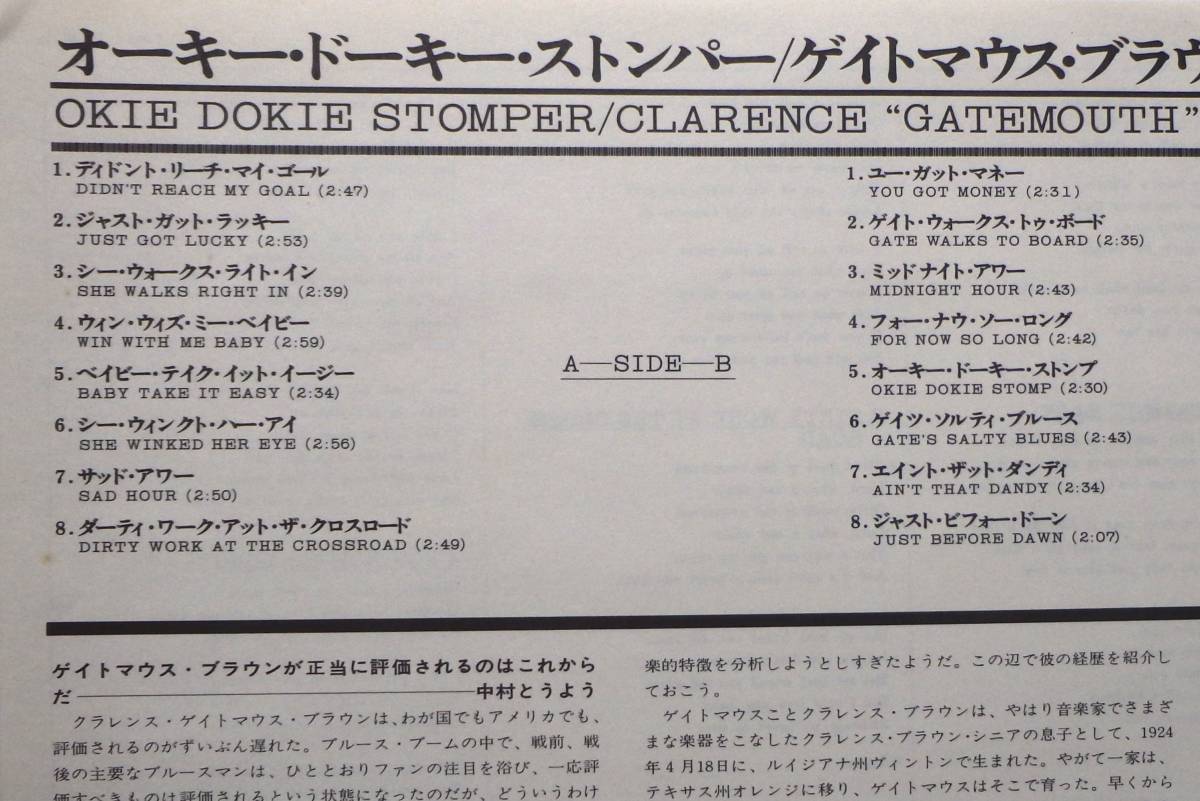 オーキー・ドーキー・ストンパー/ゲイトマウス・ブラウ
OKIE DOKIE STOMPER/CLARENCE “GATEMOUTH”
1.ディドント・リーチ・マイ・ゴール
DIDN'T REACH MY GOAL (2:47)
2.ジャスト・ガット・ラッキー
JUST GOT LUCKY (2:53)
3.シー・ウォークス・ライト・イン
SHE WALKS RIGHT IN (2:39)
4.ウィン・ウィズ・ミー・ベイビー
WIN WITH ME BABY (2:59)
5.ベイビー・テイク・イット・イージー
BABY TAKE IT EASY (2:34)
6.シー・ウィンクト・ハー・アイ
SHE WINKED HER EYE (2:56)
7.サッド・アワー
SAD HOUR (2:50)
8.ダーティ・ワーク・アット・ザ・クロスロード
DIRTY WORK AT THE CROSSROAD (2:49)
A—SIDE—B
1.ユー・ガット・マネー
YOU GOT MONEY (2:31)
2.ゲイト・ウォークス・トゥ・ボード
GATE WALKS TO BOARD (2:35)
3.ミッドナイト・アワー
MIDNIGHT HOUR (2:43)
4.フォー・ナウ・ソー・ロング
FOR NOW SO LONG (2:42)
5.オーキー・ドーキー・ストンプ
OKIE DOKIE STOMP (2:30)
6.ゲイツ・ソルティ・ブルース
GATE'S SALTY BLUES (2:43)
7.エイント・ザット・ダンディ
AIN'T THAT DANDY (2:34)
8.ジャスト・ビフォー・ドーン
JUST BEFORE DAWN (2:07)
ゲイトマウス・ブラウンが正当に評価されるのはこれから
だ——————中村とうよう
クラレンス・ゲイトマウス・ブラウンは、わが国でもアメリカでも、
評価されるのがずいぶん遅れた。ブルース・ブームの中で、戦前、戦
後の主要なブルースマンは、ひととおりファンの注目を浴び、一応評
価すべきものは評価されるという状態になったのだが、どういうわけ
楽的特徴を分析しようとしすぎたようだ。この辺で彼の経歴を紹介し
ておこう。
ゲイトマウスことクラレンス・ブラウンは、やはり音楽家でさまざ
まな楽器をこなしたクラレンス・ブラウン・シニアの息子として、1924
年4月18日に、ルイジアナ州ヴィントンで生まれた。やがて一家は、
テキサス州オレンジに移り、ゲイトマウスはそこで育った。早くから